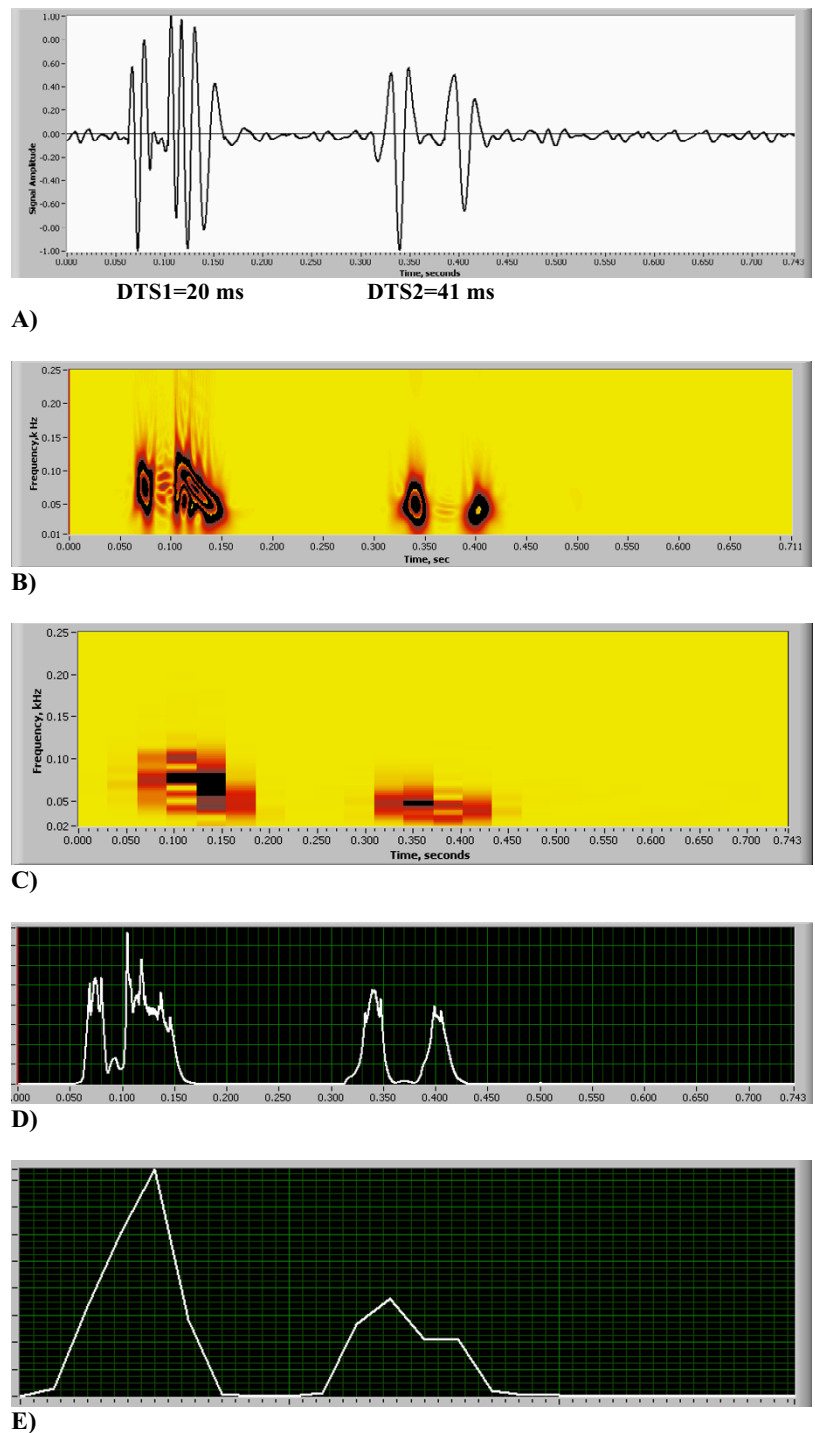 1.00
0.60
0.40
0.20
0.00
-0.20
-0.40
-1.00
Signal Amplitude
0.000 0.050 0.100 0.150 0.200 0.250 0.300 0.350 0.400 0.450 0.500 0.550 0.600 0.650 0.700 0.743
Time, seconds
DTS1=20 ms DTS2=41 ms
A)
0.25
0.20
0.15
0.10
0.05
0.01
Frequency,k Hz
0.000 0.050 0.100 0.150 0.200 0.250 0.300 0.350 0.400 0.450 0.500 0.550 0.600 0.650 0.711
Time, sec
B)
0.25
0.20
0.15
0.10
0.05
0.02
Frequency, kHz
0.000 0.050 0.100 0.150 0.200 0.250 0.300 0.350 0.400 0.450 0.500 0.550 0.600 0.650 0.700 0.743
Time, seconds
C)
.000 0.050 0.100 0.150 0.200 0.250 0.300 0.350 0.400 0.450 0.500 0.550 0.600 0.650 0.700 0.743
D)
E)